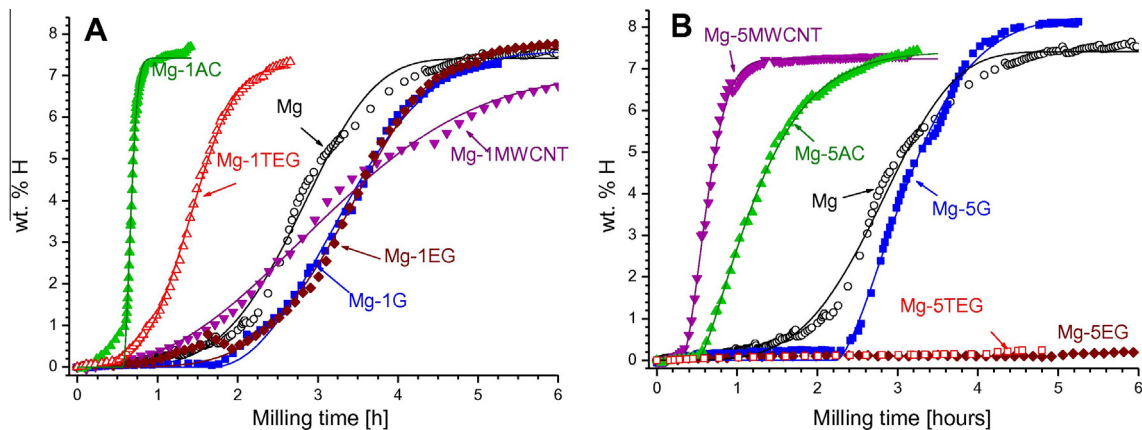 A
wt. % H
8
7
6
5
4
3
2
1
0
Mg-1AC
Mg-1TEG
Mg
Mg-1MWCNT
Mg-1EG
Mg-1G
0 1 2 3 4 5 6
Milling time [h]
B
wt. % H
8
7
6
5
4
3
2
1
0
Mg-5MWCNT
Mg-5AC
Mg
Mg-5G
Mg-5TEG
Mg-5EG
0 1 2 3 4 5 6
Milling time [hours]